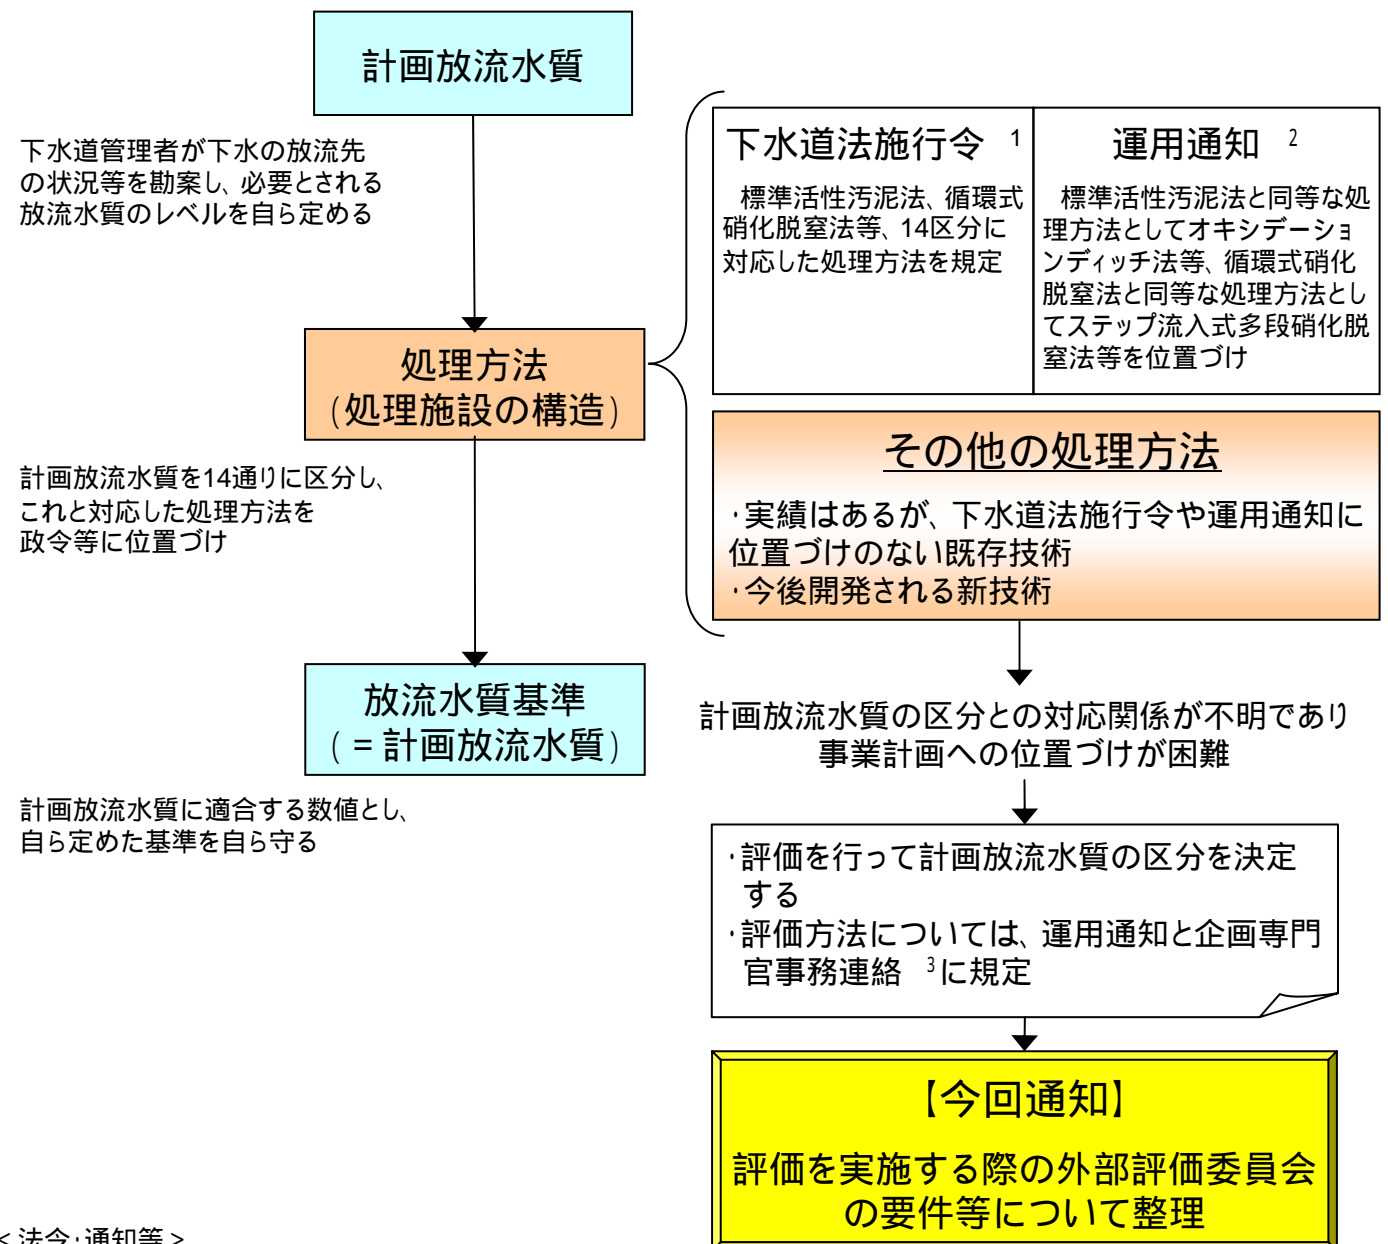 計画放流水質
下水道管理者が下水の放流先
の状況等を勘案し、必要とされる
放流水質のレベルを自ら定める
処理方法
(処理施設の構造)
計画放流水質を14通りに区分し、
これと対応した処理方法を
政令等に位置づけ
放流水質基準
(=計画放流水質)
計画放流水質に適合する数値とし、
自ら定めた基準を自ら守る
下水道法施行令 1
標準活性汚泥法、循環式
硝化脱窒法等、14区分に
対応した処理方法を規定
運用通知 2
標準活性汚泥法と同等な処
理方法としてオキシデーショ
ンディッチ法等、循環式硝化
脱窒法と同等な処理方法とし
てステップ流入式多段硝化脱
窒法等を位置づけ
その他の処理方法
・実績はあるが、下水道法施行令や運用通知に
位置づけのない既存技術
・今後開発される新技術
計画放流水質の区分との対応関係が不明であり
事業計画への位置づけが困難
・評価を行って計画放流水質の区分を決定
する
・評価方法については、運用通知と企画専門
官事務連絡 3に規定
【今回通知】
評価を実施する際の外部評価委員会
の要件等について整理
<法令・通知等>